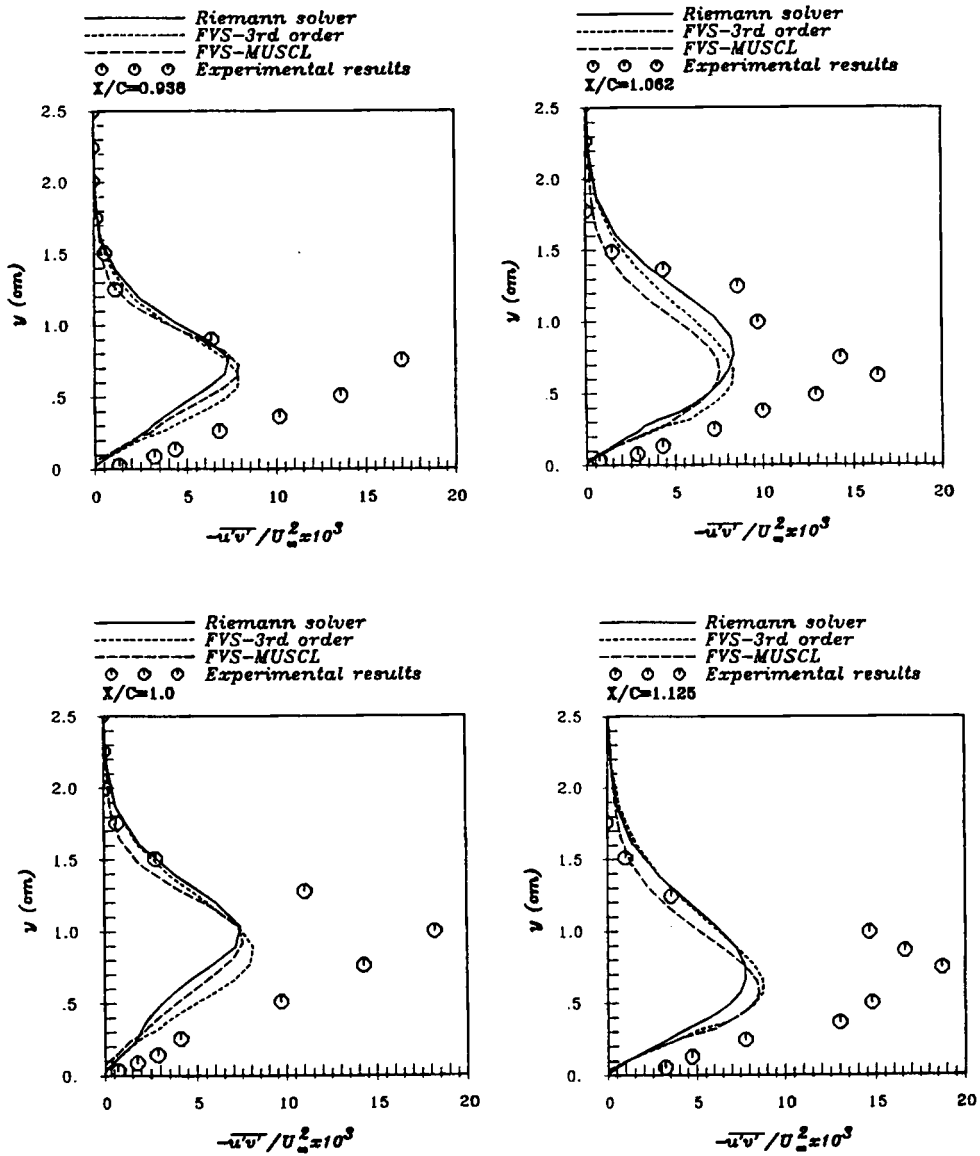 Riemann solver
FVS-3rd order
FVS-MUSCL
Experimental results
X/C=0.938
2.5
2.0
1.5
1.0
.5
0
y (cm)
0 5 10 15 20
-u'v'/U∞²x10³
Riemann solver
FVS-3rd order
FVS-MUSCL
Experimental results
X/C=1.062
2.5
2.0
1.5
1.0
.5
0.
y (cm)
0 5 10 15 20
-u'v'/U∞²x10³
Riemann solver
FVS-3rd order
FVS-MUSCL
Experimental results
X/C=1.0
2.5
2.0
1.5
1.0
.5
0.
y (cm)
0 5 10 15 20
-u'v'/U∞²x10³
Riemann solver
FVS-3rd order
FVS-MUSCL
Experimental results
X/C=1.125
2.5
2.0
1.5
1.0
.5
0.
y (cm)
0 5 10 15 20
-u'v'/U∞²x10³